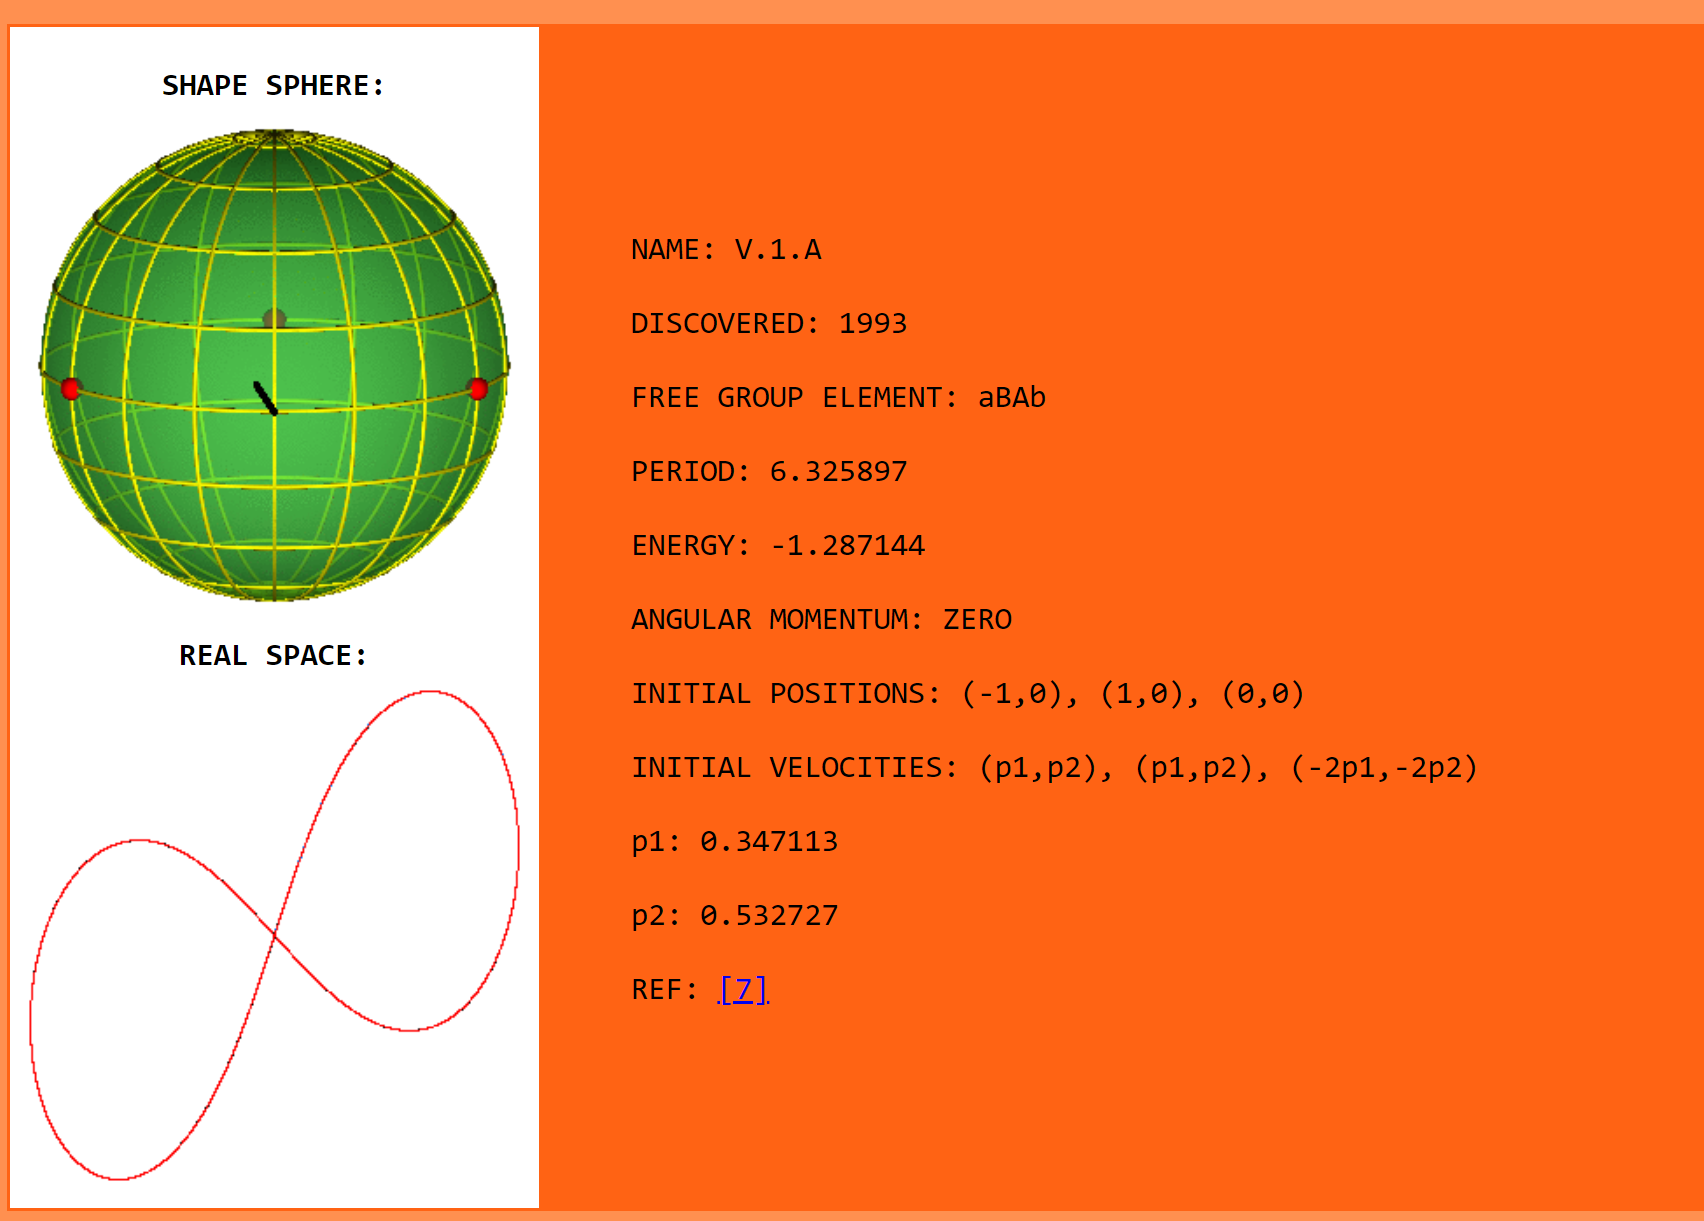 SHAPE SPHERE:
REAL SPACE:
NAME: V.1.A
DISCOVERED: 1993
FREE GROUP ELEMENT: aBAb
PERIOD: 6.325897
ENERGY: -1.287144
ANGULAR MOMENTUM: ZERO
INITIAL POSITIONS: (-1,0), (1,0), (0,0)
INITIAL VELOCITIES: (p1,p2), (p1,p2), (-2p1,-2p2)
p1: 0.347113
p2: 0.532727
REF: [7]